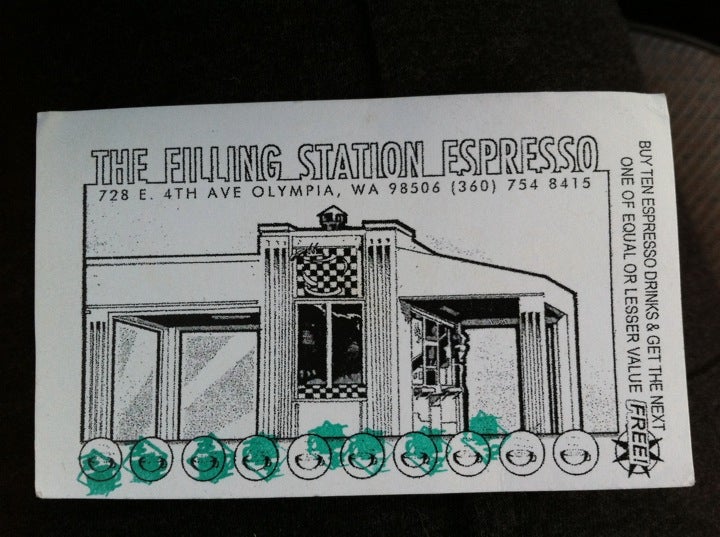 THE FILLING STATION ESPRESSO
728 E. 4TH AVE OLYMPIA, WA 98506 (360) 754 8415
BUY TEN ESPRESSO DRINKS & GET THE NEXT
ONE OF EQUAL OR LESSER VALUE FREE!